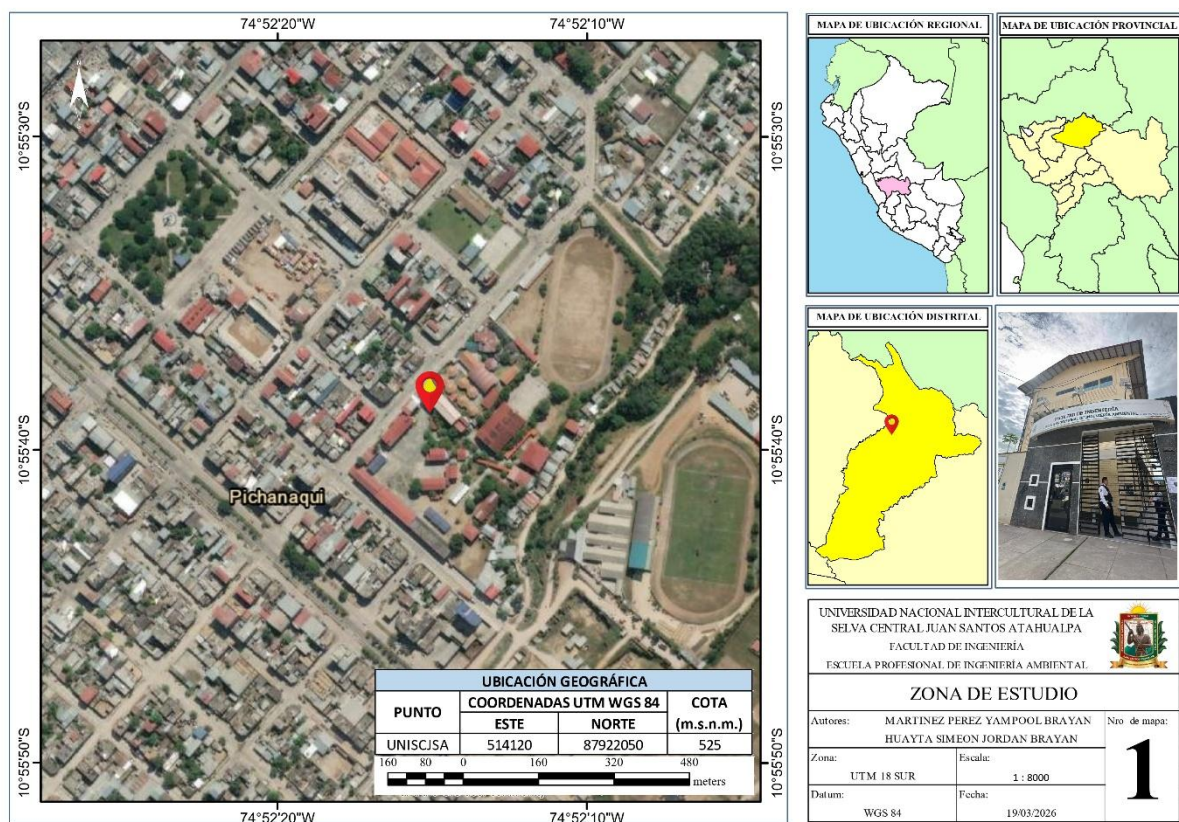 74°52'20"W
74°52'10"W
10°55'30"S
10°55'40"S
10°55'50"S
10°55'30"S
10°55'40"S
10°55'50"S
74°52'20"W
74°52'10"W
N
Pichanaqui
UBICACIÓN GEOGRÁFICA
PUNTO
COORDENADAS UTM WGS 84
COTA
(m.s.n.m.)
ESTE
NORTE
UNISCJSA
514120
87922050
525
160 80 0 160 320 480
meters
MAPA DE UBICACIÓN REGIONAL
MAPA DE UBICACIÓN PROVINCIAL
MAPA DE UBICACIÓN DISTRITAL
FACULTAD DE INGENIERÍA
UNIVERSIDAD NACIONAL INTERCULTURAL DE LA
SELVA CENTRAL JUAN SANTOS ATAHUALPA
FACULTAD DE INGENIERÍA
ESCUELA PROFESIONAL DE INGENIERÍA AMBIENTAL
ZONA DE ESTUDIO
Autores: MARTINEZ PEREZ YAMPOOL BRAYAN
HUAYTA SIMEON JORDAN BRAYAN
Nro de mapa:
1
Zona:
UTM 18 SUR
Escala:
1 : 8000
Datum:
WGS 84
Fecha:
19/03/2026